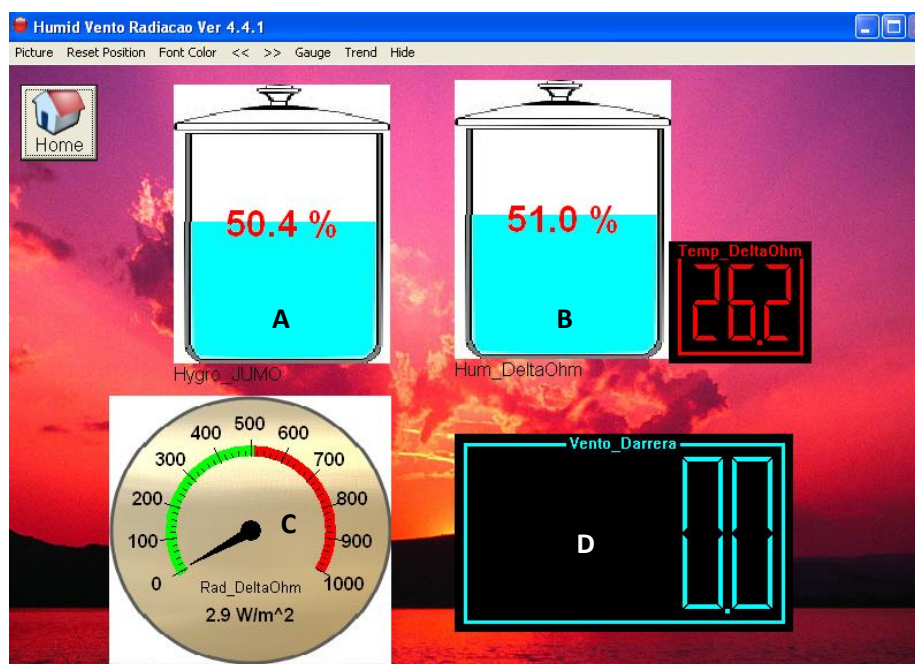 Humid Vento Radiacao Ver 4.4.1
Picture Reset Position Font Color << >> Gauge Trend Hide
Home
50.4 %
A
Hygro_JUMO
51.0 %
B
Hum_DeltaOhm
Temp_DeltaOhm
26.2
0
100
200
300
400
500
600
700
800
900
1000
C
Rad_DeltaOhm
2.9 W/m^2
Vento_Darrera
D
0.0